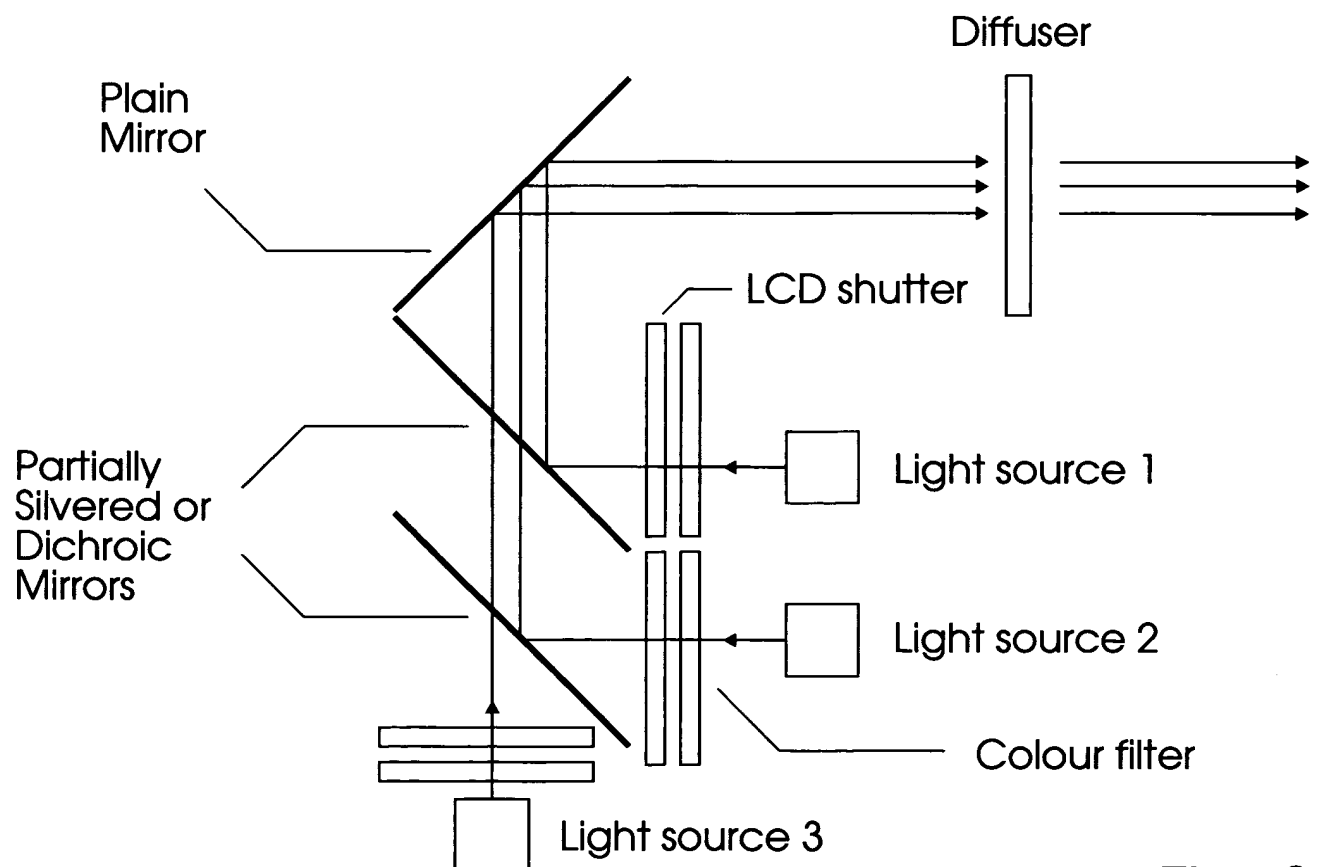 Diffuser
Plain
Mirror
LCD shutter
Partially
Silvered or
Dichroic
Mirrors
Light source 1
Light source 2
Colour filter
Light source 3